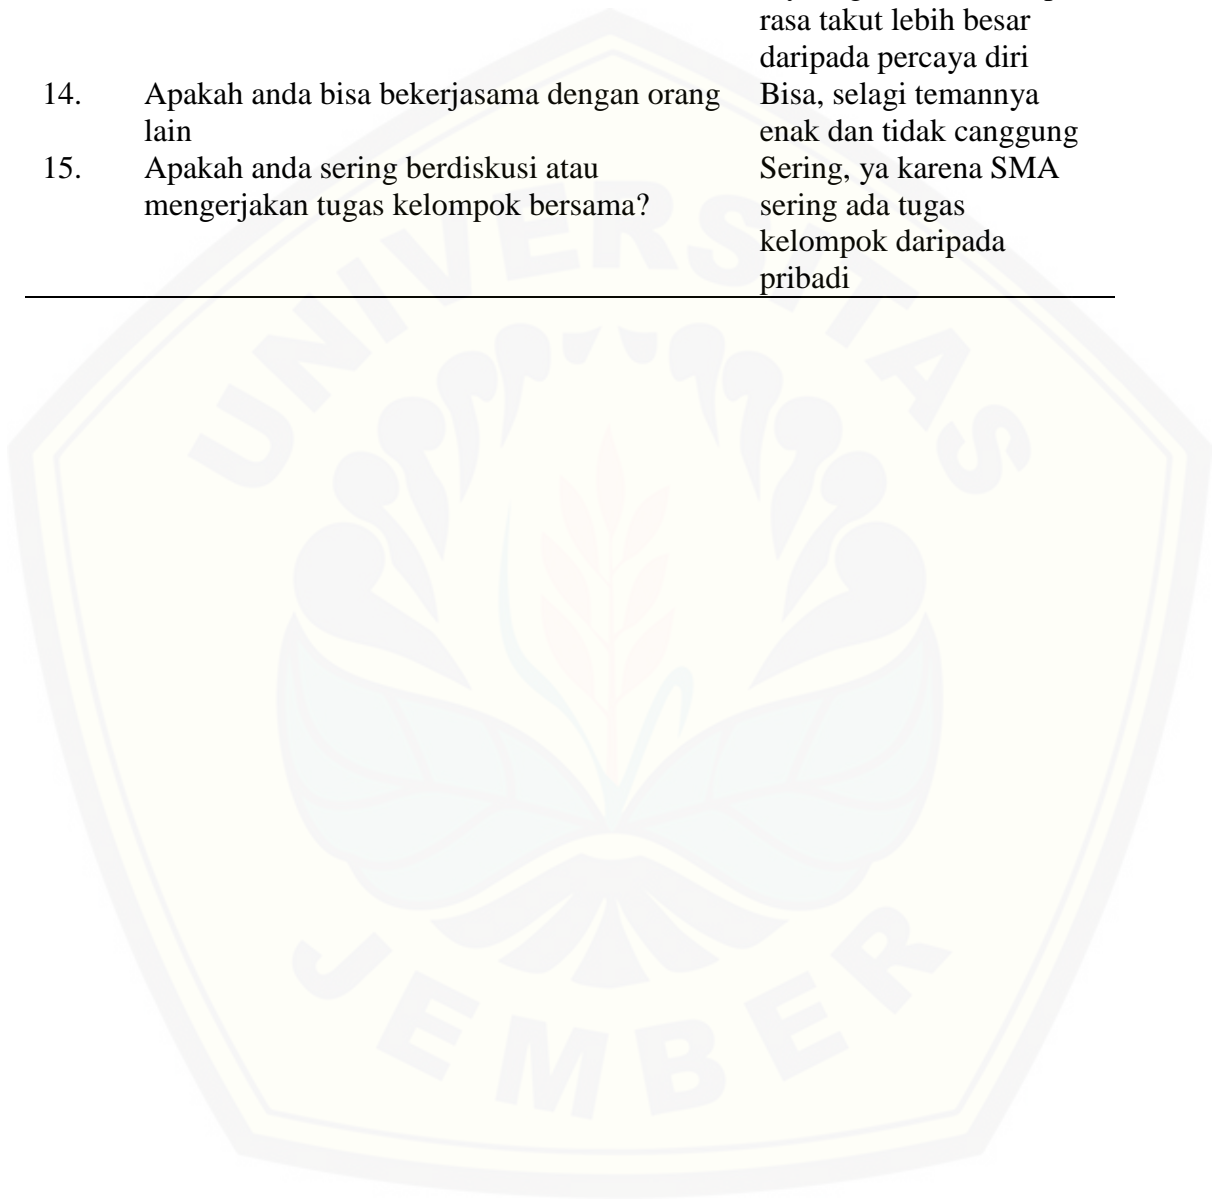 rasa takut lebih besar
daripada percaya diri
14. Apakah anda bisa bekerjasama dengan orang lain
Bisa, selagi temannya
enak dan tidak canggung
15. Apakah anda sering berdiskusi atau
mengerjakan tugas kelompok bersama?
Sering, ya karena SMA
sering ada tugas
kelompok daripada
pribadi
UNIVERSITAS
JEMBER